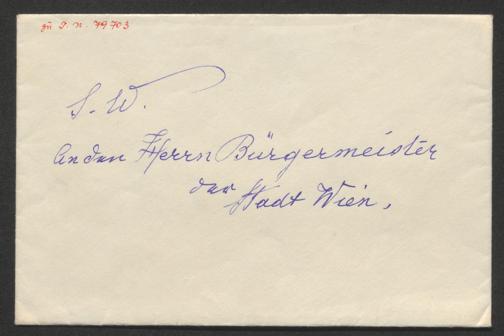 zu I. n. 79703
S. W.
An den Herrn Bürgermeister
der
Stadt Wien,